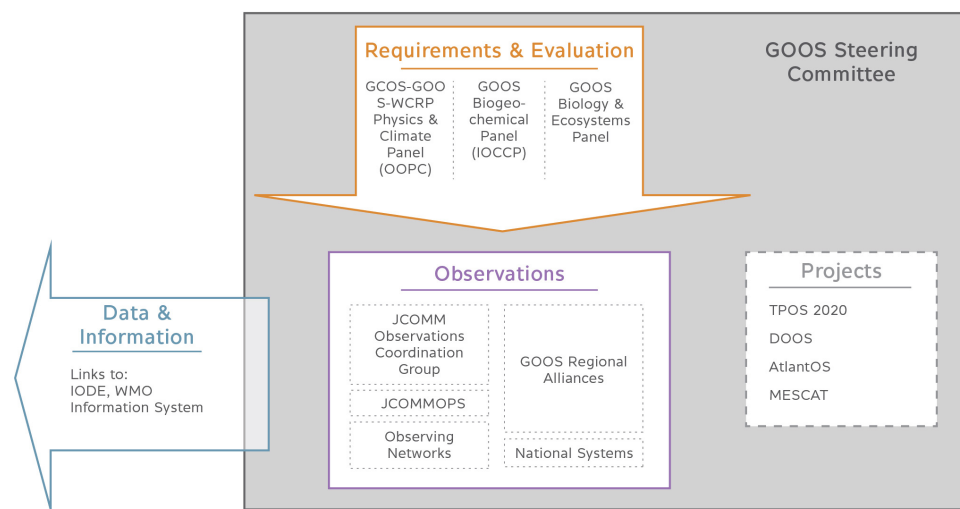 Requirements & Evaluation
GCOS-GOO
S-WCRP
Physics &
Climate
Panel
(OOPC)
GOOS
Biogeo-
chemical
Panel
(IOCCP)
GOOS
Biology &
Ecosystems
Panel
GOOS Steering
Committee
Data &
Information
Links to:
IODE, WMO
Information System
Observations
JCOMM
Observations
Coordination
Group
JCOMMOPS
Observing
Networks
GOOS Regional
Alliances
National Systems
Projects
TPOS 2020
DOOS
AtlantOS
MESCAT